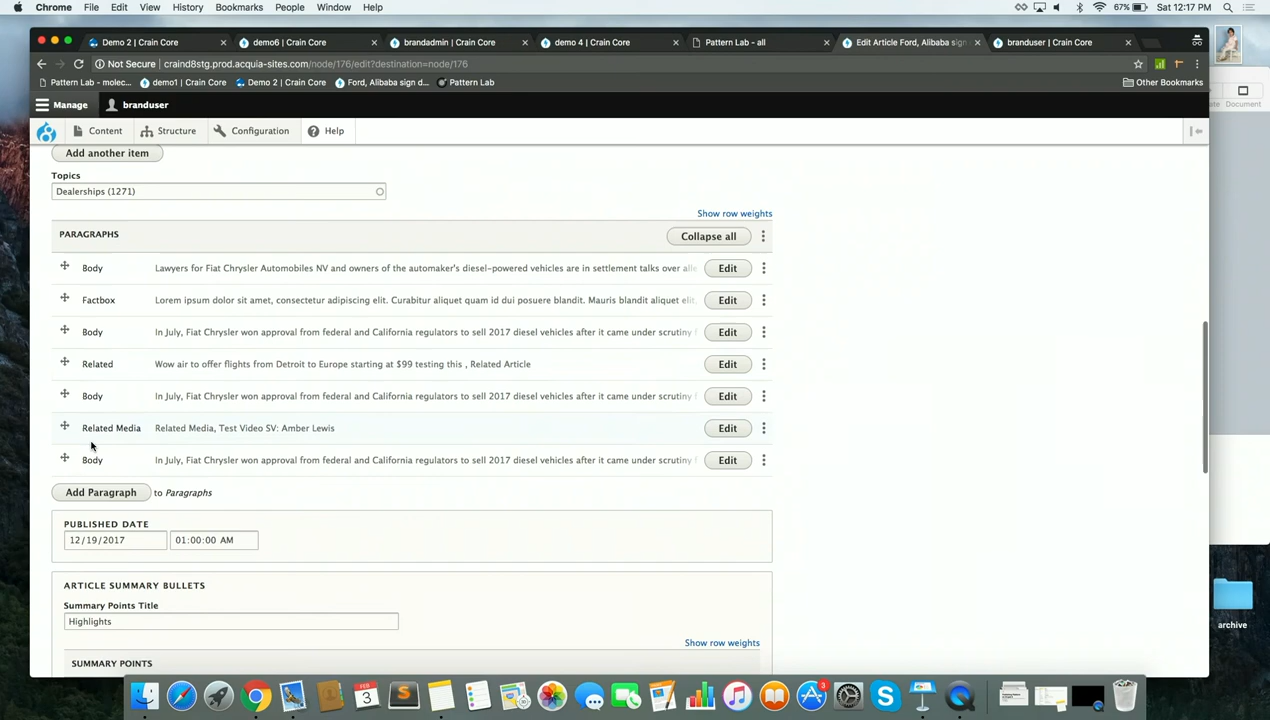 Chrome File Edit View History Bookmarks People Window Help 67% Sat 12:17 PM
Demo 2 | Crain Core × demo6 | Crain Core × brandadmin | Crain Core × demo 4 | Crain Core × Pattern Lab - all × Edit Article Ford, Alibaba sign × branduser | Crain Core ×
Not Secure craind8stg.prod.acquia-sites.com/node/176/edit?destination=node/176
Pattern Lab - molec... demo1 | Crain Core Demo 2 | Crain Core Ford, Alibaba sign d... Pattern Lab Other Bookmarks
Manage branduser
Content Structure Configuration Help
Add another item
Topics
Dealerships (1271)
Show row weights
PARAGRAPHS Collapse all
Body Lawyers for Fiat Chrysler Automobiles NV and owners of the automaker's diesel-powered vehicles are in settlement talks over alle Edit
Factbox Lorem ipsum dolor sit amet, consectetur adipiscing elit. Curabitur aliquet quam id dui posuere blandit. Mauris blandit aliquet elit. Edit
Body In July, Fiat Chrysler won approval from federal and California regulators to sell 2017 diesel vehicles after it came under scrutiny f Edit
Related Wow air to offer flights from Detroit to Europe starting at $99 testing this , Related Article Edit
Body In July, Fiat Chrysler won approval from federal and California regulators to sell 2017 diesel vehicles after it came under scrutiny f Edit
Related Media Related Media, Test Video SV: Amber Lewis Edit
Body In July, Fiat Chrysler won approval from federal and California regulators to sell 2017 diesel vehicles after it came under scrutiny f Edit
Add Paragraph to Paragraphs
PUBLISHED DATE
12/19/2017 01:00:00 AM
ARTICLE SUMMARY BULLETS
Summary Points Title
Highlights
Show row weights
SUMMARY POINTS
Document
archive
FEB
3
3